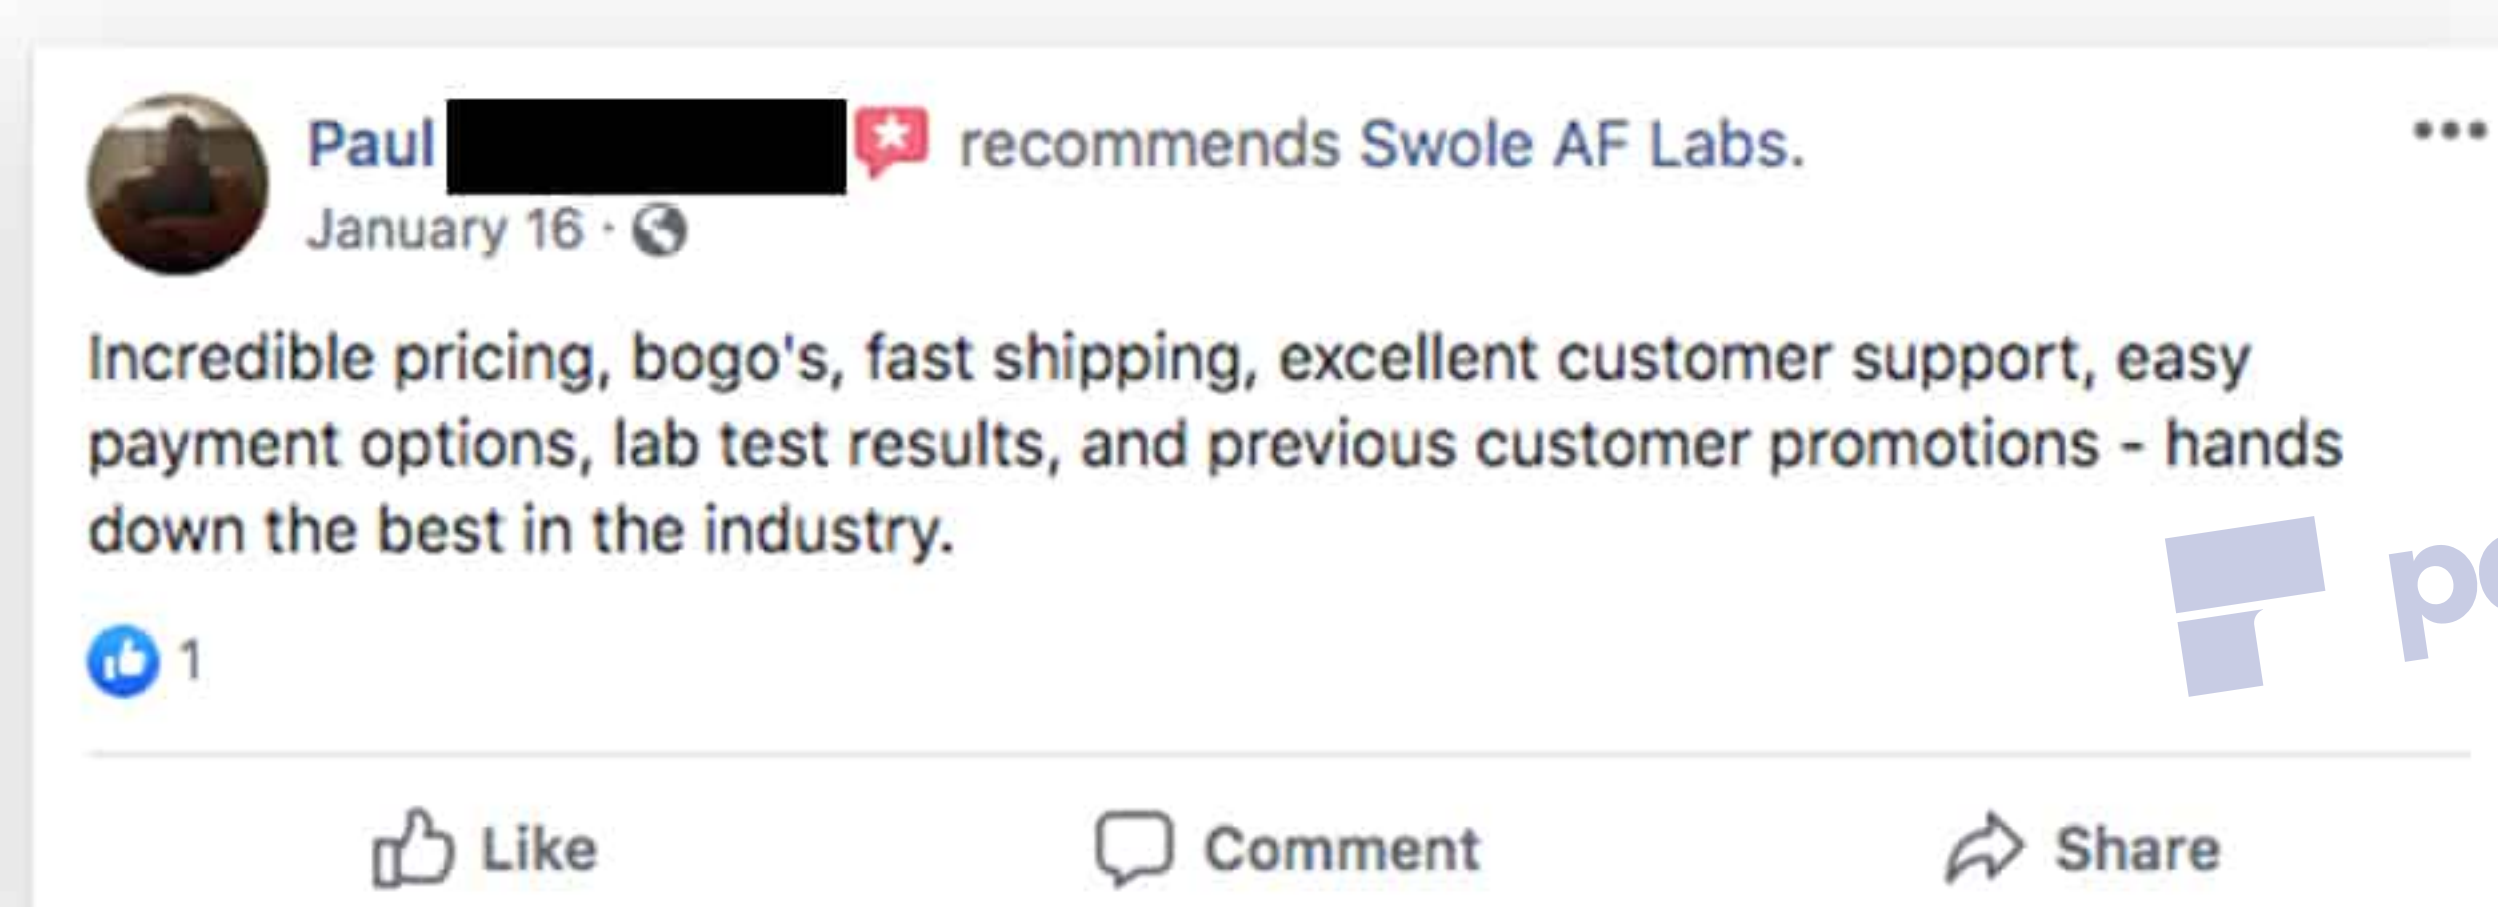 Paul recommends Swole AF Labs.
January 16 ·
Incredible pricing, bogo's, fast shipping, excellent customer support, easy
payment options, lab test results, and previous customer promotions - hands
down the best in the industry.
1
Like Comment Share